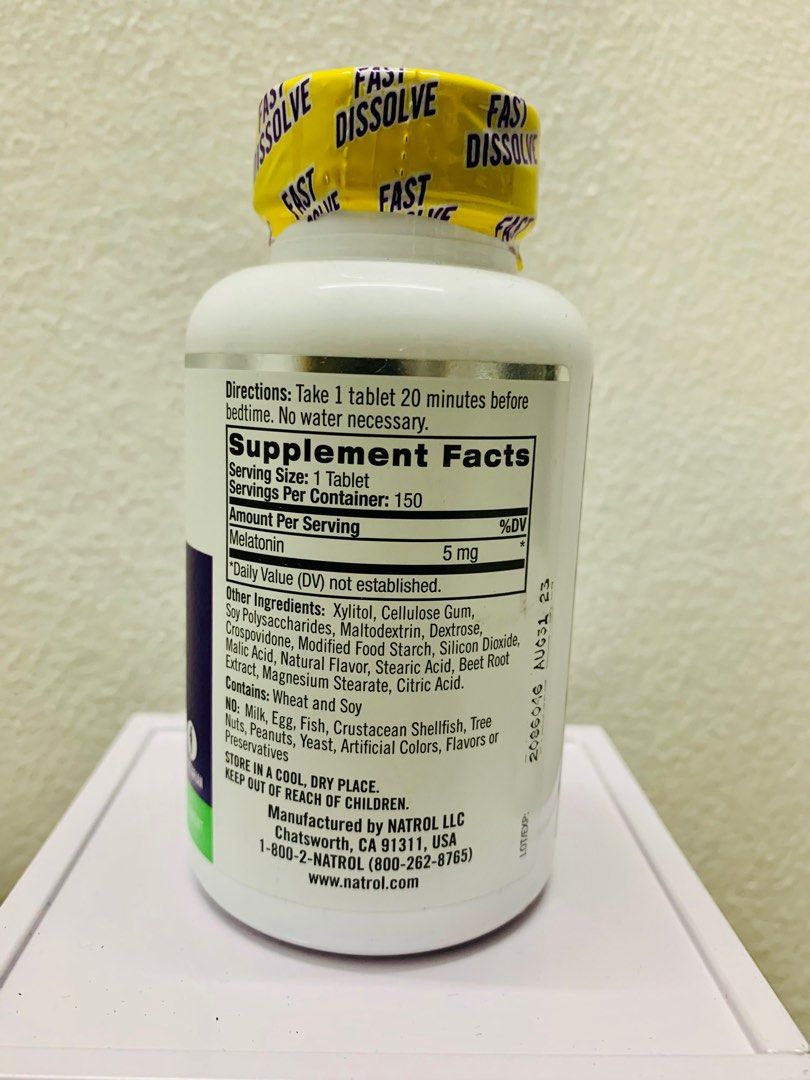 FAST
DISSOLVE
FAST
DISSOLVE
FAST
DISSOLVE
FAST
FAST
Directions: Take 1 tablet 20 minutes before
bedtime. No water necessary.
Supplement Facts
Serving Size: 1 Tablet
Servings Per Container: 150
Amount Per Serving %DV
Melatonin 5 mg *
*Daily Value (DV) not established.
Other Ingredients: Xylitol, Cellulose Gum,
Soy Polysaccharides, Maltodextrin, Dextrose,
Crospovidone, Modified Food Starch, Silicon Dioxide,
Malic Acid, Natural Flavor, Stearic Acid, Beet Root
Extract, Magnesium Stearate, Citric Acid.
Contains: Wheat and Soy
NO: Milk, Egg, Fish, Crustacean Shellfish, Tree
Nuts, Peanuts, Yeast, Artificial Colors, Flavors or
Preservatives
STORE IN A COOL, DRY PLACE.
KEEP OUT OF REACH OF CHILDREN.
Manufactured by NATROL LLC
Chatsworth, CA 91311, USA
1-800-2-NATROL (800-262-8765)
www.natrol.com
LOT/EXP:
2086046 AUG31 23